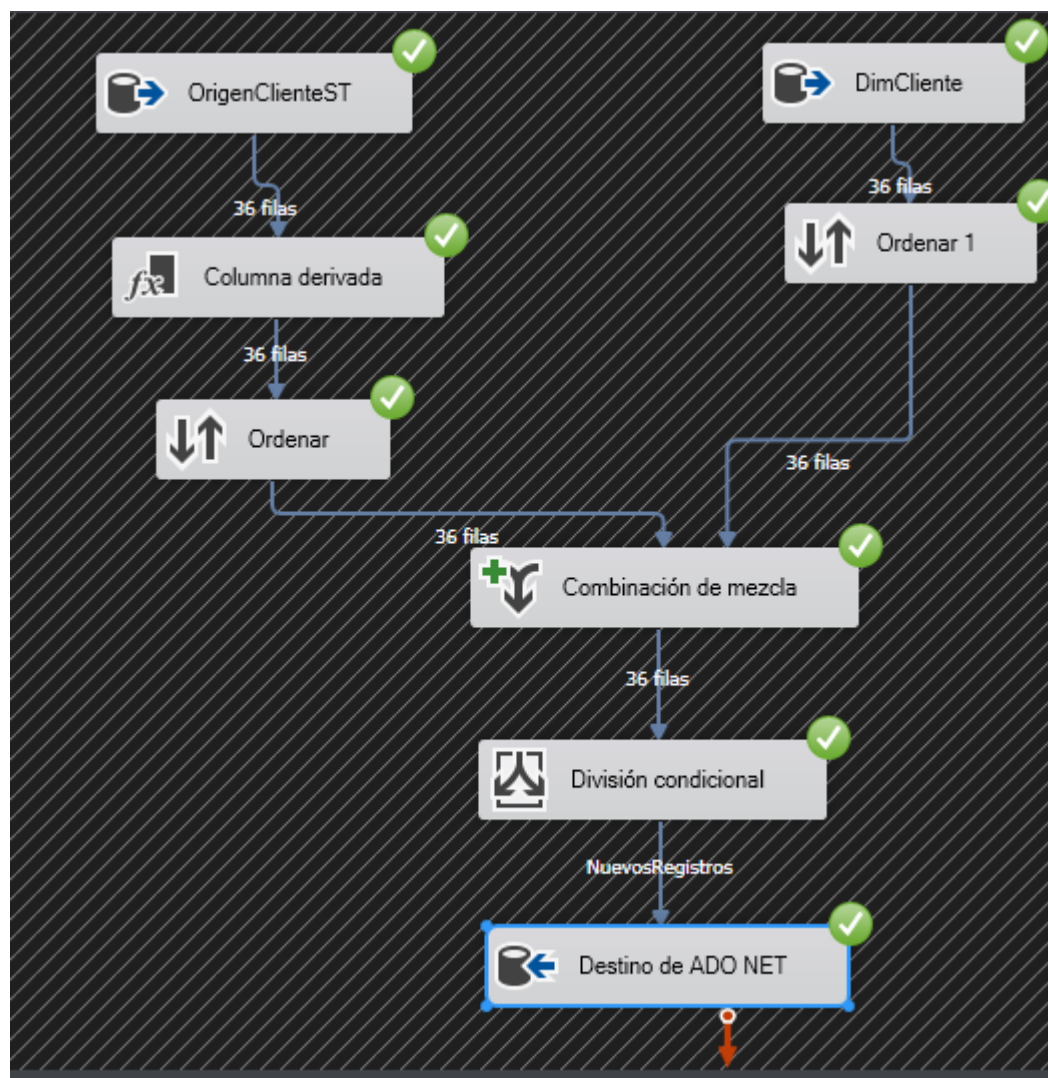 OrigenClienteST
DimCliente
36 filas
36 filas
Columna derivada
Ordenar 1
36 filas
Ordenar
36 filas
36 filas
Combinación de mezcla
36 filas
División condicional
NuevosRegistros
Destino de ADO NET